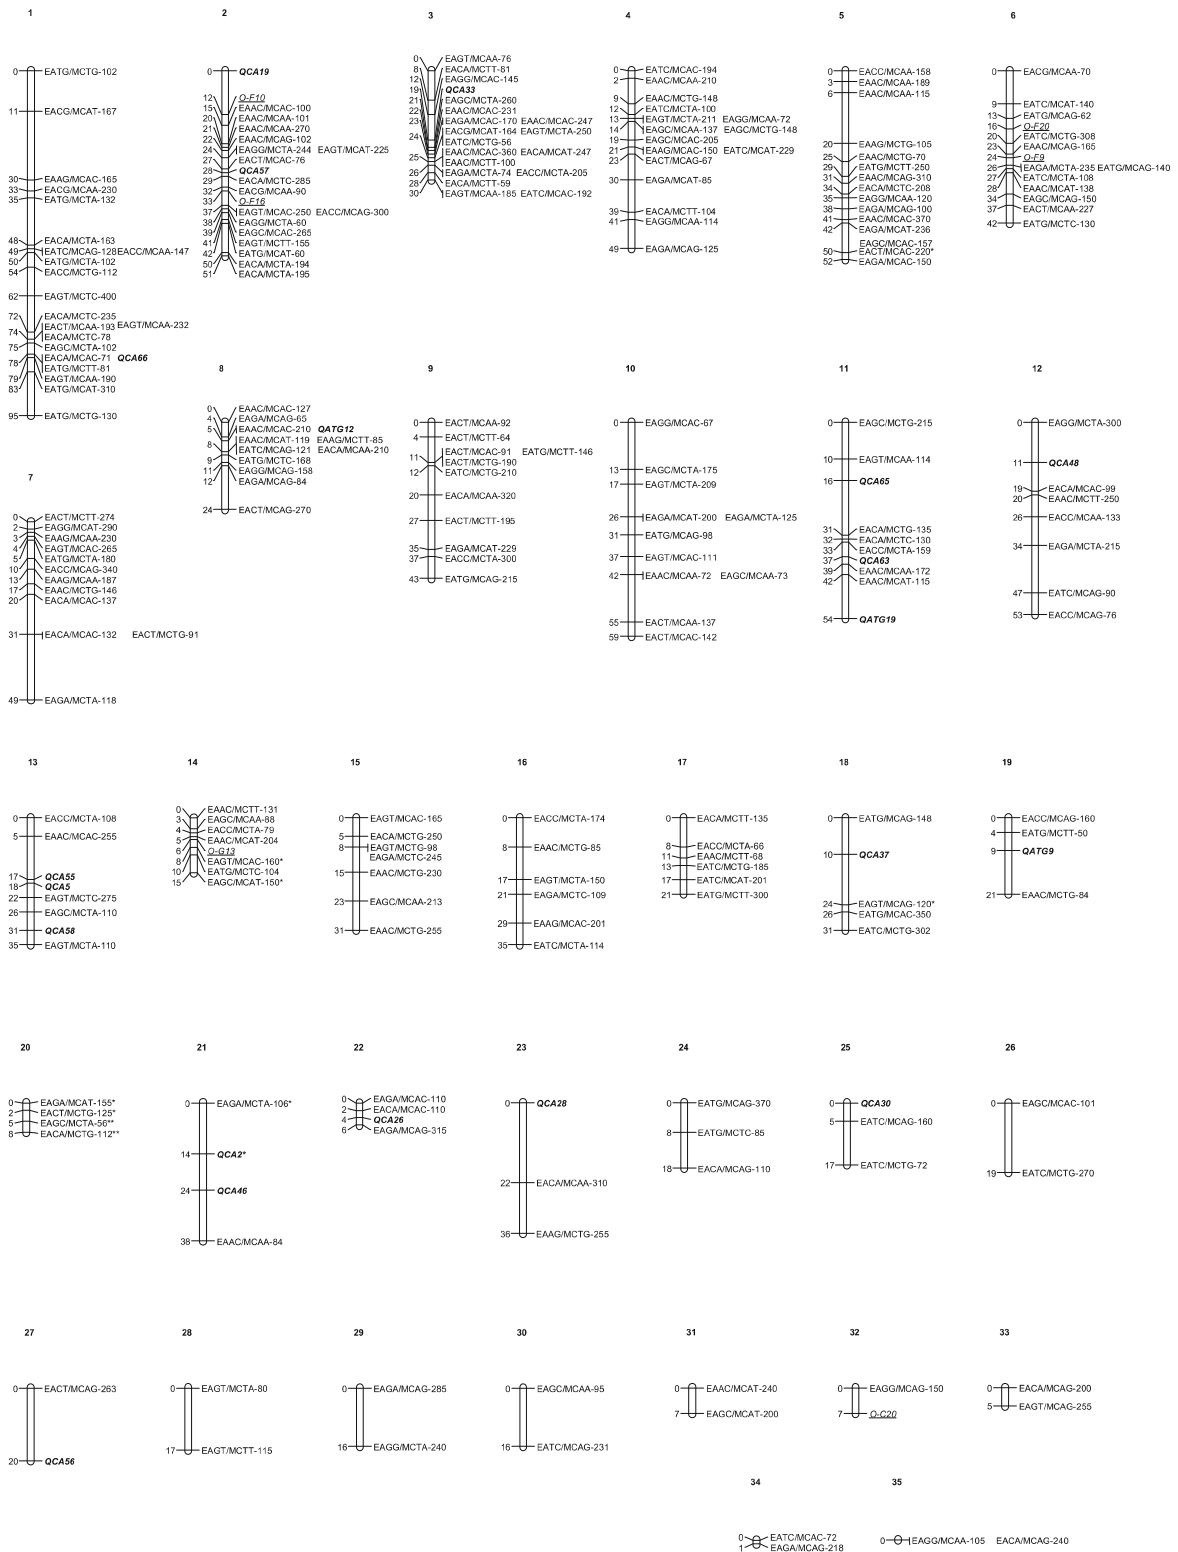 1
0 EATG/MCTG-102
11 EACG/MCAT-167
30 EAAG/MCAC-165
33 EACG/MCAA-230
35 EATG/MCTA-132
48 EACA/MCTA-163
49 EATC/MCAG-128 EACC/MCAA-147
50 EATG/MCTA-102
54 EACC/MCTG-112
62 EAGT/MCTC-400
72 EACA/MCTC-235
74 EACT/MCAA-193 EAGT/MCAA-232
EACA/MCTC-78
75 EAGC/MCTA-102
78 EACA/MCAC-71 QCA66
EATG/MCTT-81
79 EAGT/MCAA-190
83 EATG/MCAT-310
95 EATG/MCTG-130
2
0 QCA19
12 O-F10
15 EAAC/MCAC-100
20 EAAC/MCAA-101
21 EAAC/MCAA-270
22 EAAC/MCAG-102
24 EAGG/MCTA-244 EAGT/MCAT-225
27 EACT/MCAC-76
28 QCA57
29 EACA/MCTC-285
32 EACG/MCAA-90
33 O-F16
37 EAGT/MCAC-250 EACC/MCAG-300
38 EAGG/MCTA-60
39 EAGC/MCAC-265
41 EAGT/MCTT-155
42 EATG/MCAT-60
50 EACA/MCTA-194
51 EACA/MCTA-195
3
0 EAGT/MCAA-76
8 EACA/MCTT-81
12 EAGG/MCAC-145
19 QCA33
21 EAGC/MCTA-260
22 EAAC/MCAC-231
23 EAGA/MCAC-170 EAAC/MCAC-247
EACG/MCAT-164 EAGT/MCTA-250
24 EATC/MCTG-56
EAAC/MCAC-360 EACA/MCAT-247
25 EAAC/MCTT-100
26 EAGA/MCTA-74 EACC/MCTA-205
28 EACA/MCTT-59
30 EAGT/MCAA-185 EATC/MCAC-192
4
0 EATC/MCAC-194
2 EAAC/MCAA-210
9 EAAC/MCTG-148
12 EATC/MCTA-100
13 EAGT/MCTA-211 EAGG/MCAA-72
14 EAGC/MCAA-137 EAGC/MCTG-148
19 EAGC/MCAC-205
21 EAAG/MCAC-150 EATC/MCAT-229
23 EACT/MCAG-67
30 EAGA/MCAT-85
39 EACA/MCTT-104
41 EAGG/MCAA-114
49 EAGA/MCAG-125
5
0 EACC/MCAA-158
3 EAAC/MCAA-189
6 EAAC/MCAA-115
20 EAAG/MCTG-105
25 EAAC/MCTG-70
29 EATG/MCTT-250
31 EAAC/MCAG-310
34 EACA/MCTC-208
35 EAGG/MCAA-120
38 EAGA/MCAG-100
41 EAAC/MCAC-370
42 EAGA/MCAT-236
EAGC/MCAC-157
50 EACT/MCAC-220*
52 EAGA/MCAC-150
6
0 EACG/MCAA-70
9 EATC/MCAT-140
12 EATG/MCAG-62
16 O-F20
20 EATC/MCTG-308
23 EAAC/MCAG-165
24 O-F9
26 EAGA/MCTA-235 EATG/MCAG-140
27 EATC/MCTA-108
28 EAAC/MCAT-138
34 EAGC/MCAG-150
37 EACT/MCAA-227
42 EATG/MCTC-130
7
0 EACT/MCTT-274
2 EAGG/MCAT-290
3 EAAG/MCAA-230
4 EAGT/MCAC-265
5 EATG/MCTA-180
10 EACC/MCAG-340
13 EAAG/MCAA-187
17 EAAC/MCTG-146
20 EACA/MCAC-137
31 EACA/MCAC-132 EACT/MCTG-91
49 EAGA/MCTA-118
8
0 EAAC/MCAC-127
4 EAGA/MCAG-65
5 EAAC/MCAC-210 QATG12
EAAC/MCAT-119 EAAG/MCTT-85
8 EATC/MCAG-121 EACA/MCAA-210
9 EATG/MCTC-168
11 EAGG/MCAG-158
12 EAGA/MCAG-84
24 EACT/MCAG-270
9
0 EACT/MCAA-92
4 EACT/MCTT-64
11 EACT/MCAC-91 EATG/MCTT-146
EACT/MCTG-190
12 EATC/MCTG-210
20 EACA/MCAA-320
27 EACT/MCTT-195
35 EAGA/MCAT-229
37 EACC/MCTA-300
43 EATG/MCAG-215
10
0 EAGG/MCAC-67
13 EAGC/MCTA-175
17 EAGT/MCTA-209
26 EAGA/MCAT-200 EAGA/MCTA-125
31 EATG/MCAG-98
37 EAGT/MCAC-111
42 EAAC/MCAA-72 EAGC/MCAA-73
55 EACT/MCAA-137
59 EACT/MCAC-142
11
0 EAGC/MCTG-215
10 EAGT/MCAA-114
16 QCA65
31 EACA/MCTG-135
32 EACA/MCTC-130
33 EACC/MCTA-159
37 QCA63
39 EAAC/MCAA-172
42 EAAC/MCAT-115
54 QATG19
12
0 EAGG/MCTA-300
11 QCA48
19 EACA/MCAC-99
20 EAAC/MCTT-250
26 EACC/MCAA-133
34 EAGA/MCTA-215
47 EATC/MCAG-90
53 EACC/MCAG-76
13
0 EACC/MCTA-108
5 EAAC/MCAC-255
17 QCA55
18 QCA5
22 EAGT/MCTC-275
26 EAGC/MCTA-110
31 QCA58
35 EAGT/MCTA-110
14
0 EAAC/MCTT-131
3 EAGC/MCAA-88
4 EACC/MCTA-79
5 EAAC/MCAT-204
6 O-G13
8 EAGT/MCAC-160*
10 EATG/MCTC-104
15 EAGC/MCAT-150*
15
0 EAGT/MCAC-165
5 EACA/MCTG-250
8 EAGT/MCTG-98
EAGA/MCTC-245
15 EAAC/MCTG-230
23 EAGC/MCAA-213
31 EAAC/MCTG-255
16
0 EACC/MCTA-174
8 EAAC/MCTG-85
17 EAGT/MCTA-150
21 EAGA/MCTC-109
29 EAAG/MCAC-201
35 EATC/MCTA-114
17
0 EACA/MCTT-135
8 EACC/MCTA-66
11 EAAC/MCTT-68
13 EATC/MCTG-185
17 EATC/MCAT-201
21 EATG/MCTT-300
18
0 EATG/MCAG-148
10 QCA37
24 EAGT/MCAG-120*
26 EATG/MCAC-350
31 EATC/MCTG-302
19
0 EACC/MCAG-160
4 EATG/MCTT-50
9 QATG9
21 EAAC/MCTG-84
20
0 EAGA/MCAT-155*
2 EACT/MCTG-125*
5 EAGC/MCTA-56**
8 EACA/MCTG-112**
21
0 EAGA/MCTA-106*
14 QCA2*
24 QCA46
38 EAAC/MCAA-84
22
0 EAGA/MCAC-110
2 EACA/MCAC-110
4 QCA26
6 EAGA/MCAG-315
23
0 QCA28
22 EACA/MCAA-310
36 EAAG/MCTG-255
24
0 EATG/MCAG-370
8 EATG/MCTC-85
18 EACA/MCAG-110
25
0 QCA30
5 EATC/MCAG-160
17 EATC/MCTG-72
26
0 EAGC/MCAC-101
19 EATC/MCTG-270
27
0 EACT/MCAG-263
20 QCA56
28
0 EAGT/MCTA-80
17 EAGT/MCTT-115
29
0 EAGA/MCAG-285
16 EAGG/MCTA-240
30
0 EAGC/MCAA-95
16 EATC/MCAG-231
31
0 EAAC/MCAT-240
7 EAGC/MCAT-200
32
0 EAGG/MCAG-150
7 O-C20
33
0 EACA/MCAG-200
5 EAGT/MCAG-255
34
0 EATC/MCAC-72
1 EAGA/MCAG-218
35
0 EAGG/MCAA-105 EACA/MCAG-240